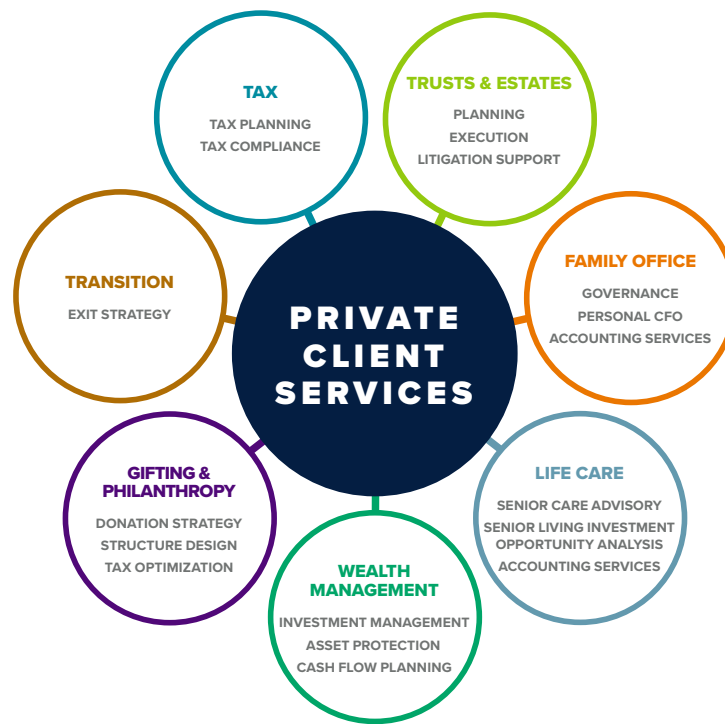 TAX
TAX PLANNING
TAX COMPLIANCE
TRUSTS & ESTATES
PLANNING
EXECUTION
LITIGATION SUPPORT
TRANSITION
EXIT STRATEGY
PRIVATE
CLIENT
SERVICES
FAMILY OFFICE
GOVERNANCE
PERSONAL CFO
ACCOUNTING SERVICES
GIFTING &
PHILANTHROPY
DONATION STRATEGY
STRUCTURE DESIGN
TAX OPTIMIZATION
LIFE CARE
SENIOR CARE ADVISORY
SENIOR LIVING INVESTMENT
OPPORTUNITY ANALYSIS
ACCOUNTING SERVICES
WEALTH
MANAGEMENT
INVESTMENT MANAGEMENT
ASSET PROTECTION
CASH FLOW PLANNING